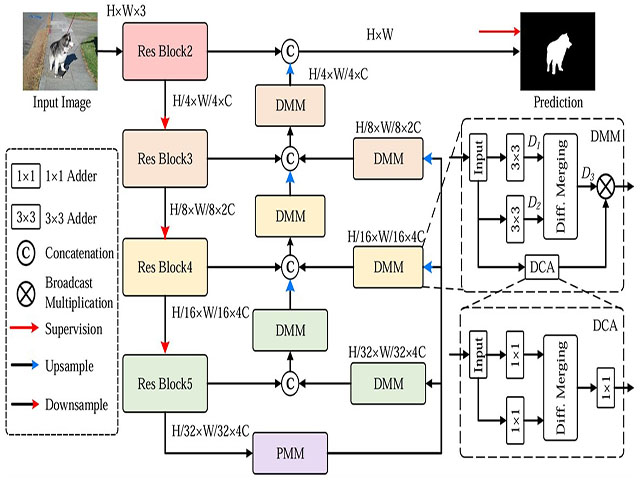 H×W×3
Res Block2
C
H×W
Input Image
H/4×W/4×C
H/4×W/4×C
DMM
Prediction
1×1 1×1 Adder
3×3 3×3 Adder
C Concatenation
Broadcast
Multiplication
Supervision
Upsample
Downsample
Res Block3
C
H/8×W/8×2C
DMM
H/8×W/8×2C
DMM
Res Block4
C
H/16×W/16×4C
DMM
H/16×W/16×4C
DMM
Res Block5
C
H/32×W/32×4C
DMM
H/32×W/32×4C
PMM
DMM
Input
3×3
D1
3×3
D2
Diff. Merging
D3
DCA
DCA
Input
1×1
1×1
Diff. Merging
1×1